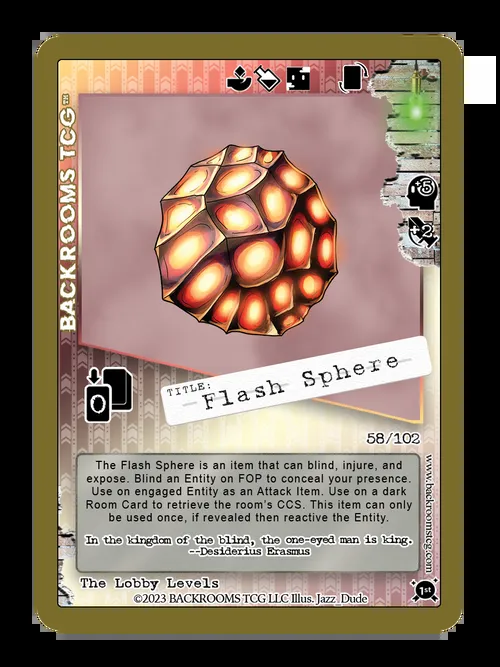 BACKROOMS TCG™
+5
+2
TITLE:
Flash Sphere
0
58/102
The Flash Sphere is an item that can blind, injure, and
expose. Blind an Entity on FOP to conceal your presence.
Use on engaged Entity as an Attack Item. Use on a dark
Room Card to retrieve the room's CCS. This item can only
be used once, if revealed then reactive the Entity.
In the kingdom of the blind, the one-eyed man is king.
--Desiderius Erasmus
www.backroomstcg.com
The Lobby Levels
1st
©2023 BACKROOMS TCG LLC Illus. Jazz_Dude